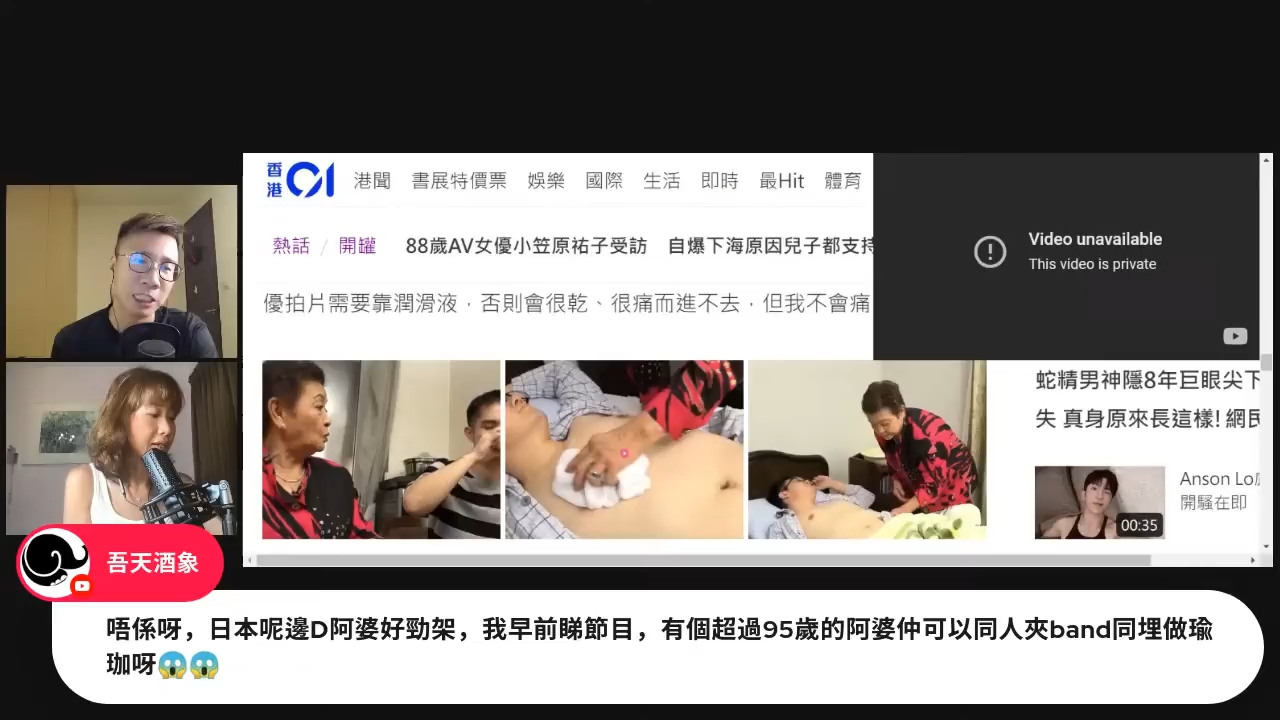 香港01 港聞 書展特價票 娛樂 國際 生活 即時 最Hit 體育
熱話 / 開罐 88歲AV女優小笠原祐子受訪 自爆下海原因兒子都支持
優拍片需要靠潤滑液，否則會很乾、很痛而進不去，但我不會痛
Video unavailable
This video is private
蛇精男神隱8年巨眼尖下
失 真身原來長這樣! 網民
Anson Lo
開騷在即
00:35
吾天酒象
唔係呀，日本呢邊D阿婆好勁架，我早前睇節目，有個超過95歲的阿婆仲可以同人夾band同埋做瑜
珈呀😱😱